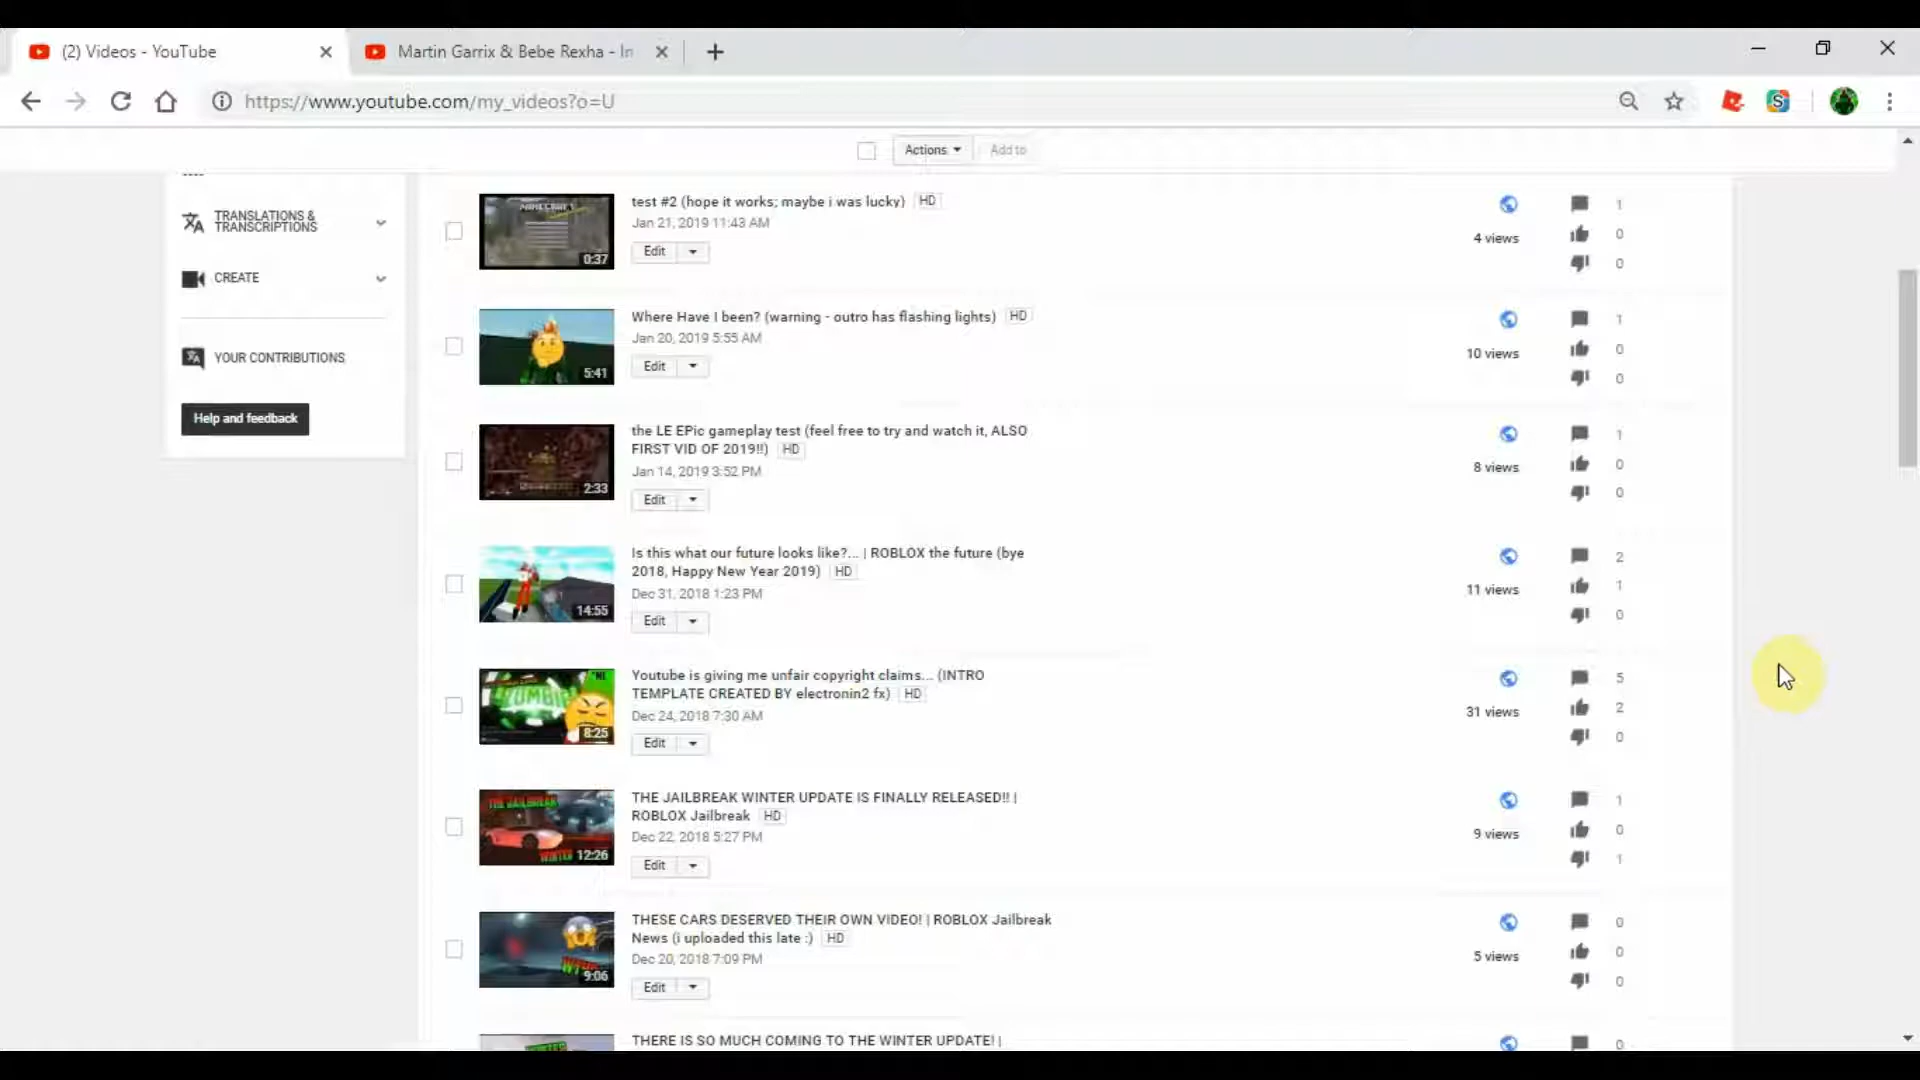 (2) Videos - YouTube
Martin Garrix & Bebe Rexha - In
https://www.youtube.com/my_videos?o=U
Actions
Add to
TRANSLATIONS &
TRANSCRIPTIONS
CREATE
YOUR CONTRIBUTIONS
Help and feedback
MINECRAFT
0:37
test #2 (hope it works; maybe i was lucky) HD
Jan 21, 2019 11:43 AM
Edit
4 views
1
0
0
5:41
Where Have I been? (warning - outro has flashing lights) HD
Jan 20, 2019 5:55 AM
Edit
10 views
1
0
0
2:33
the LE EPic gameplay test (feel free to try and watch it, ALSO
FIRST VID OF 2019!!) HD
Jan 14, 2019 3:52 PM
Edit
8 views
1
0
0
14:55
Is this what our future looks like?... | ROBLOX the future (bye
2018, Happy New Year 2019) HD
Dec 31, 2018 1:23 PM
Edit
11 views
2
1
0
8:25
Youtube is giving me unfair copyright claims... (INTRO
TEMPLATE CREATED BY electronin2 fx) HD
Dec 24, 2018 7:30 AM
Edit
31 views
5
2
0
THE JAILBREAK
WINTER
12:26
THE JAILBREAK WINTER UPDATE IS FINALLY RELEASED!! |
ROBLOX Jailbreak HD
Dec 22, 2018 5:27 PM
Edit
9 views
1
0
1
9:06
THESE CARS DESERVED THEIR OWN VIDEO! | ROBLOX Jailbreak
News (i uploaded this late :) HD
Dec 20, 2018 7:09 PM
Edit
5 views
0
0
0
THERE IS SO MUCH COMING TO THE WINTER UPDATE! |
0